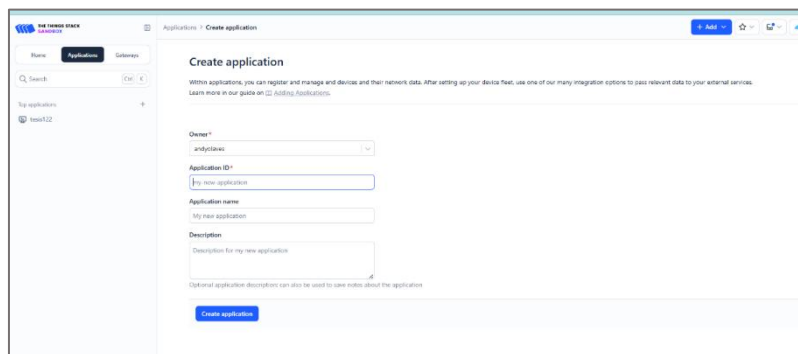 THE THINGS STACK
SANDBOX
Applications > Create application
+ Add
Home Applications Gateways
Search Ctrl K
Top applications +
tesis122
Create application
Within applications, you can register and manage end devices and their network data. After setting up your device fleet, use one of our many integration options to pass relevant data to your external services.
Learn more in our guide on Adding Applications.
Owner*
Application ID*
my-new-application
Application name
My new application
Description
Description for my new application
Optional application description; can also be used to save notes about the application
Create application